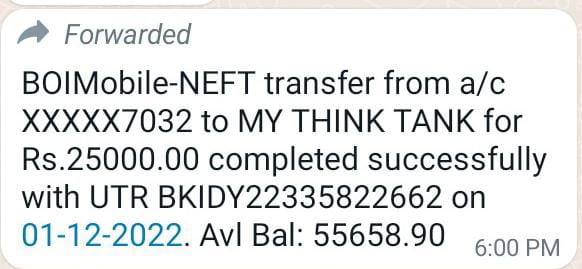 Forwarded
BOIMobile-NEFT transfer from a/c
XXXXX7032 to MY THINK TANK for
Rs.25000.00 completed successfully
with UTR BKIDY22335822662 on
01-12-2022. Avl Bal: 55658.90
6:00 PM